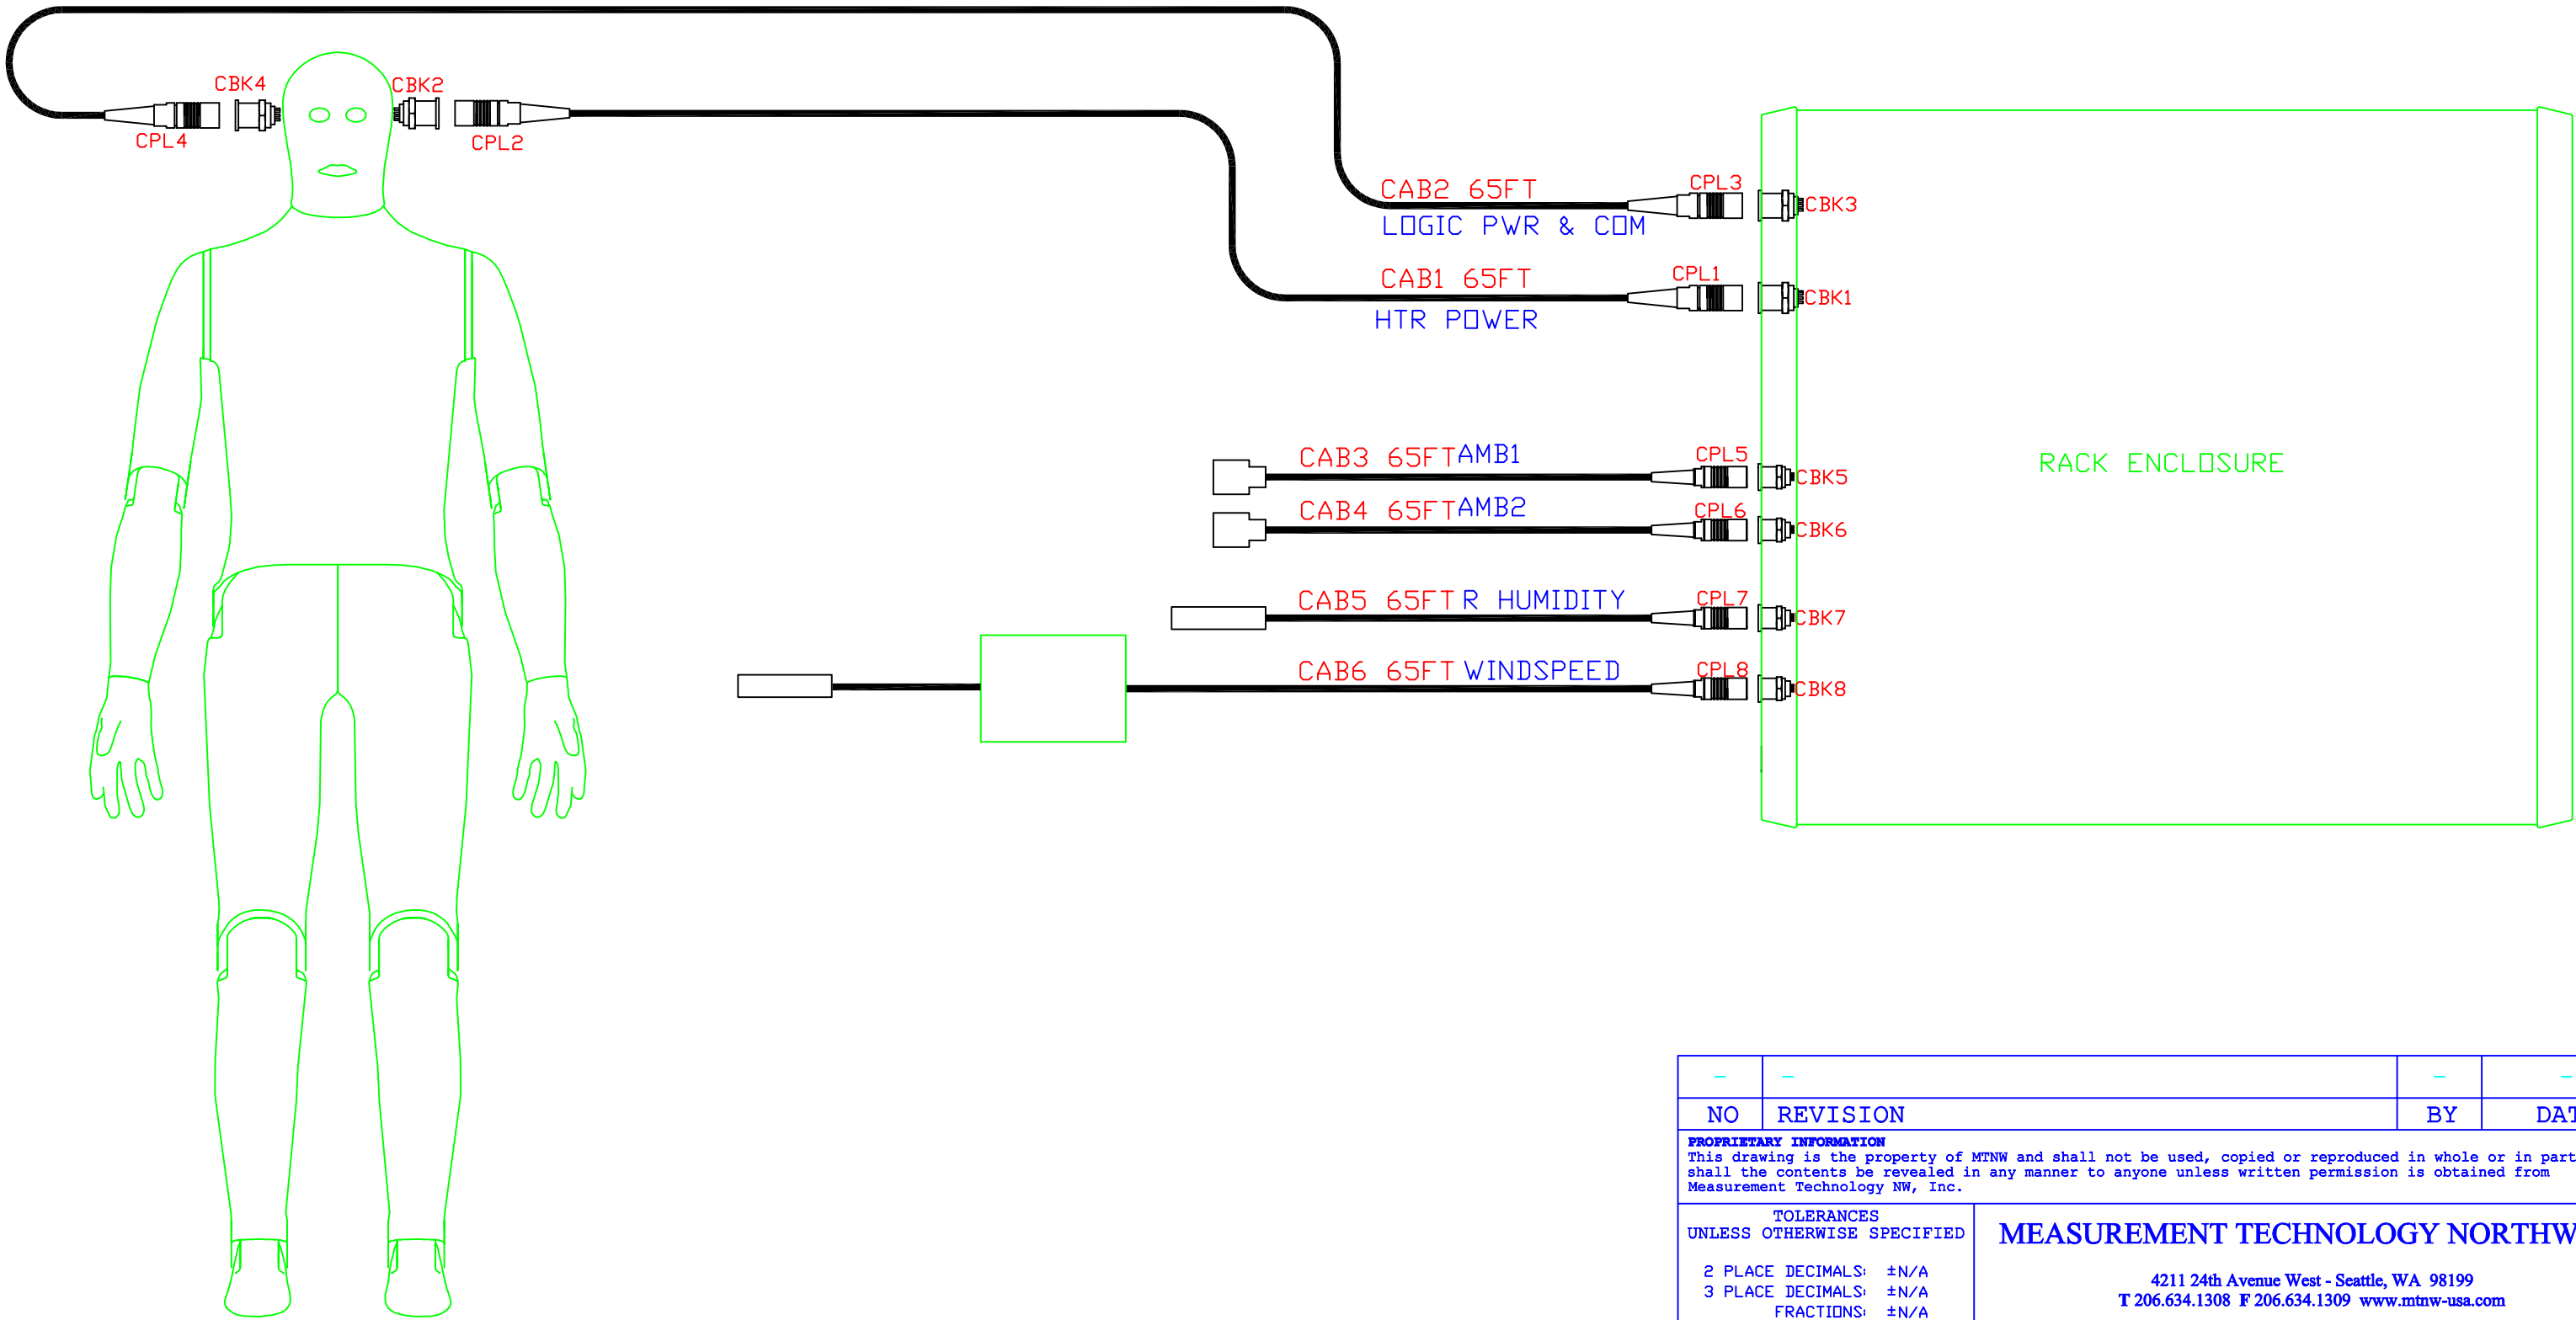 CBK4
CBK2
CPL4
CPL2
CAB2 65FT
CPL3
CBK3
LOGIC PWR & COM
CAB1 65FT
CPL1
CBK1
HTR POWER
CAB3 65FT AMB1
CPL5
CBK5
RACK ENCLOSURE
CAB4 65FT AMB2
CPL6
CBK6
CAB5 65FT R HUMIDITY
CPL7
CBK7
CAB6 65FT WINDSPEED
CPL8
CBK8
- - - -
NO REVISION BY DAT
PROPRIETARY INFORMATION
This drawing is the property of MTNW and shall not be used, copied or reproduced in whole or in part
shall the contents be revealed in any manner to anyone unless written permission is obtained from
Measurement Technology NW, Inc.
TOLERANCES
UNLESS OTHERWISE SPECIFIED
2 PLACE DECIMALS: ±N/A
3 PLACE DECIMALS: ±N/A
FRACTIONS: ±N/A
MEASUREMENT TECHNOLOGY NORTHW
4211 24th Avenue West - Seattle, WA 98199
T 206.634.1308 F 206.634.1309 www.mtnw-usa.com